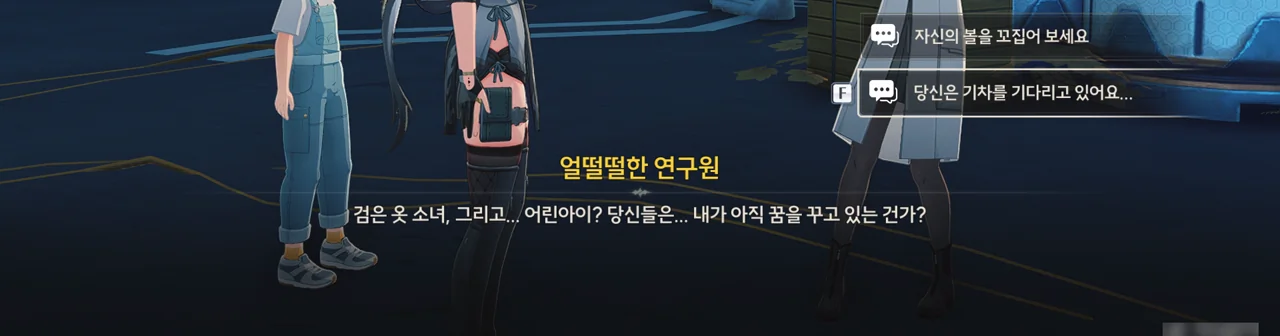 자신의 볼을 꼬집어 보세요
F
당신은 기차를 기다리고 있어요...
얼떨떨한 연구원
검은 옷 소녀, 그리고... 어린아이? 당신들은... 내가 아직 꿈을 꾸고 있는 건가?